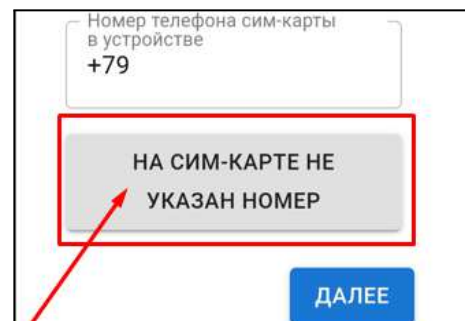 Номер телефона сим-карты
в устройстве
+79
НА СИМ-КАРТЕ НЕ
УКАЗАН НОМЕР
ДАЛЕЕ